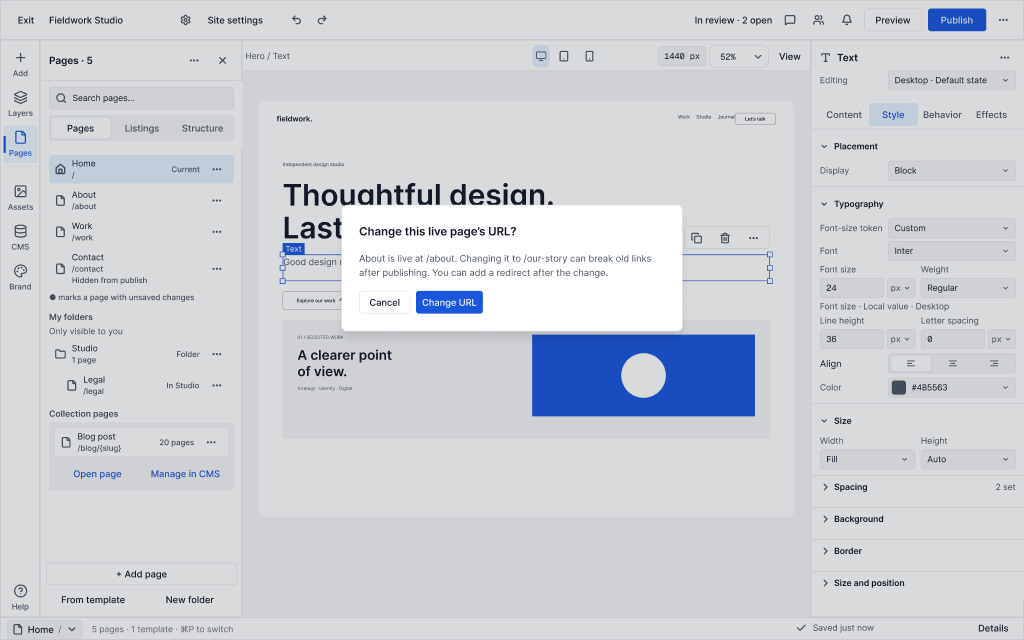 Exit
Fieldwork Studio
Site settings
In review · 2 open
Preview
Publish
Add
Layers
Pages
Assets
CMS
Brand
Help
Pages · 5
Search pages...
Pages
Listings
Structure
Home
/
Current
About
/about
Work
/work
Contact
/contact
Hidden from publish
● marks a page with unsaved changes
My folders
Only visible to you
Studio
1 page
Folder
Legal
/legal
In Studio
Collection pages
Blog post
/blog/{slug}
20 pages
Open page
Manage in CMS
+ Add page
From template
New folder
Hero / Text
1440 px
52%
View
fieldwork.
Work
Studio
Journal
Let's talk
Independent design studio
Thoughtful design.
Last
Text
Good design
Explore our work
Change this live page's URL?
About is live at /about. Changing it to /our-story can break old links
after publishing. You can add a redirect after the change.
Cancel
Change URL
01 / SELECTED WORK
A clearer point
of view.
Strategy · Identity · Digital
Text
Editing
Desktop · Default state
Content
Style
Behavior
Effects
Placement
Display
Block
Typography
Font-size token
Custom
Font
Inter
Font size
Weight
24
px
Regular
Font size · Local value · Desktop
Line height
Letter spacing
36
px
0
px
Align
Color
#4B5563
Size
Width
Height
Fill
Auto
Spacing
2 set
Background
Border
Size and position
Home /
5 pages · 1 template · ⌘P to switch
Saved just now
Details